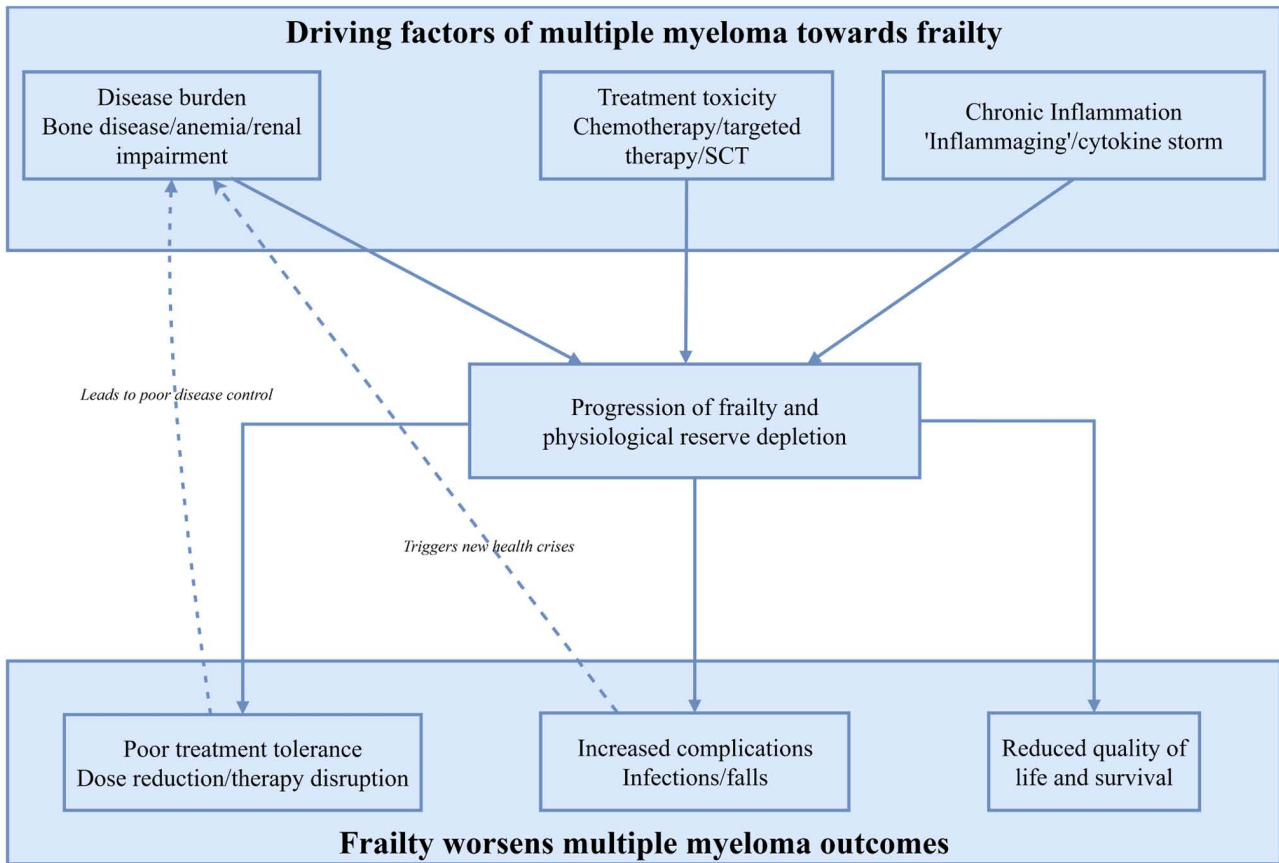 Driving factors of multiple myeloma towards frailty
Disease burden
Bone disease/anemia/renal
impairment
Treatment toxicity
Chemotherapy/targeted
therapy/SCT
Chronic Inflammation
'Inflammaging'/cytokine storm
Leads to poor disease control
Progression of frailty and
physiological reserve depletion
Triggers new health crises
Poor treatment tolerance
Dose reduction/therapy disruption
Increased complications
Infections/falls
Reduced quality of
life and survival
Frailty worsens multiple myeloma outcomes